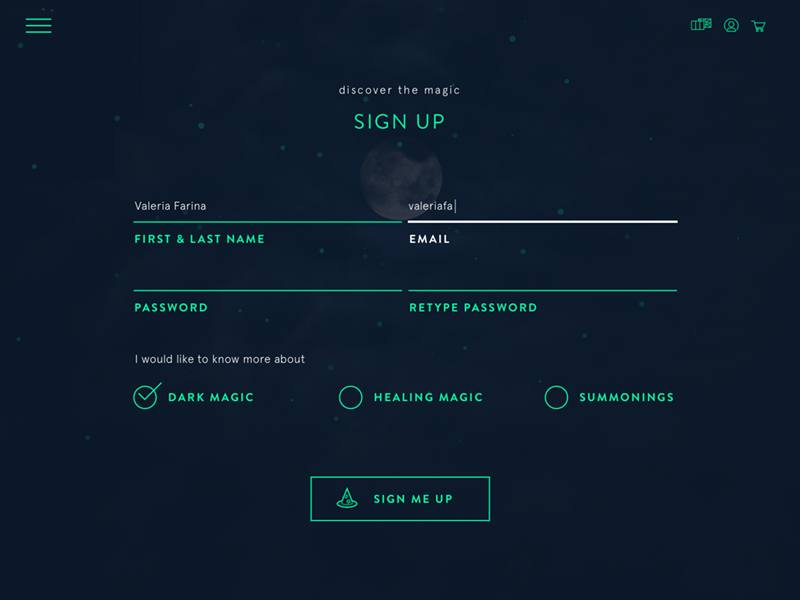 discover the magic
SIGN UP
Valeria Farina
valeriafa
FIRST & LAST NAME
EMAIL
PASSWORD
RETYPE PASSWORD
I would like to know more about
DARK MAGIC
HEALING MAGIC
SUMMONINGS
SIGN ME UP